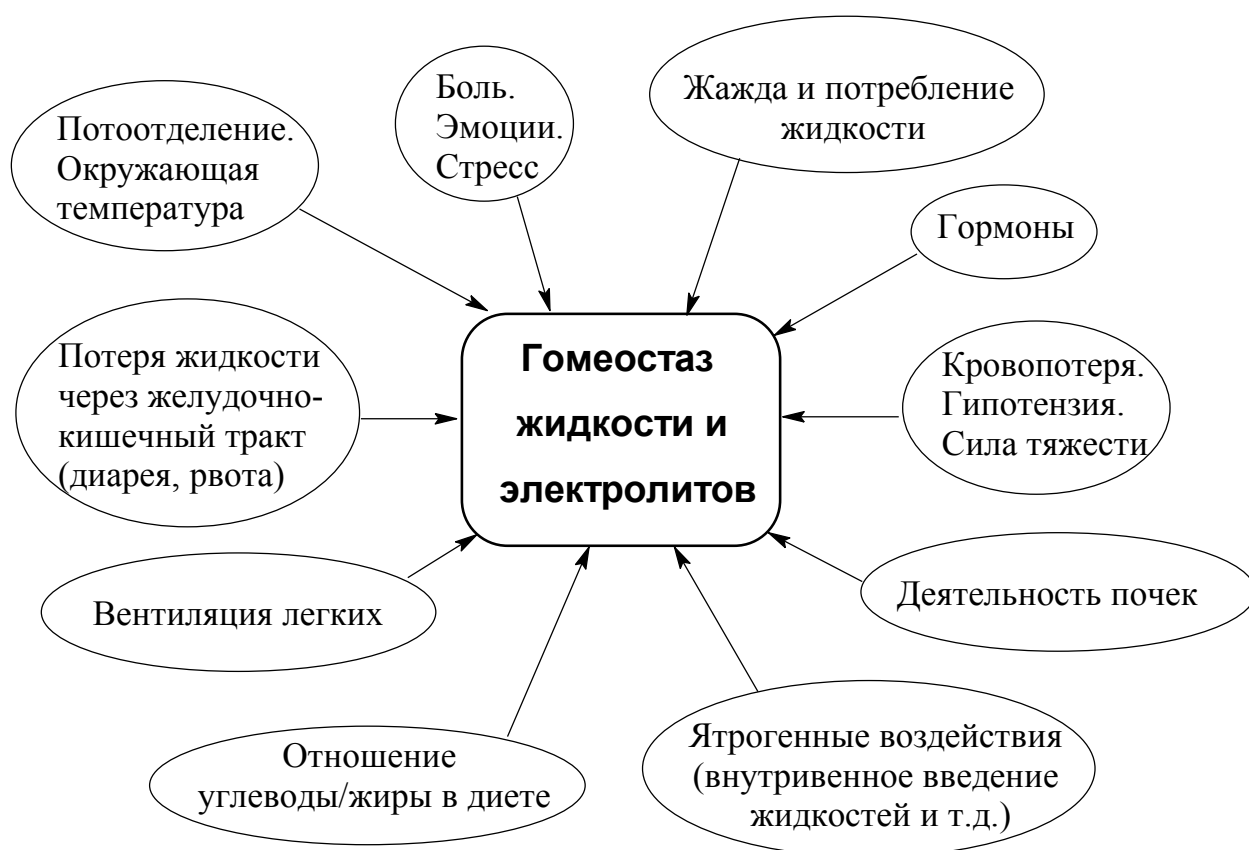 Потоотделение.
Окружающая
температура
Боль.
Эмоции.
Стресс
Жажда и потребление
жидкости
Гормоны
Потеря жидкости
через желудочно-
кишечный тракт
(диарея, рвота)
Гомеостаз
жидкости и
электролитов
Кровопотеря.
Гипотензия.
Сила тяжести
Вентиляция легких
Деятельность почек
Отношение
углеводы/жиры в диете
Ятрогенные воздействия
(внутривенное введение
жидкостей и т.д.)